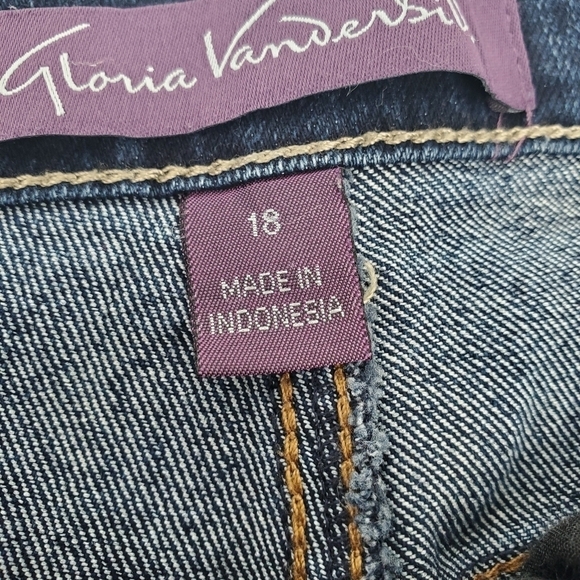 Gloria Vanderbilt
18
MADE IN
INDONESIA